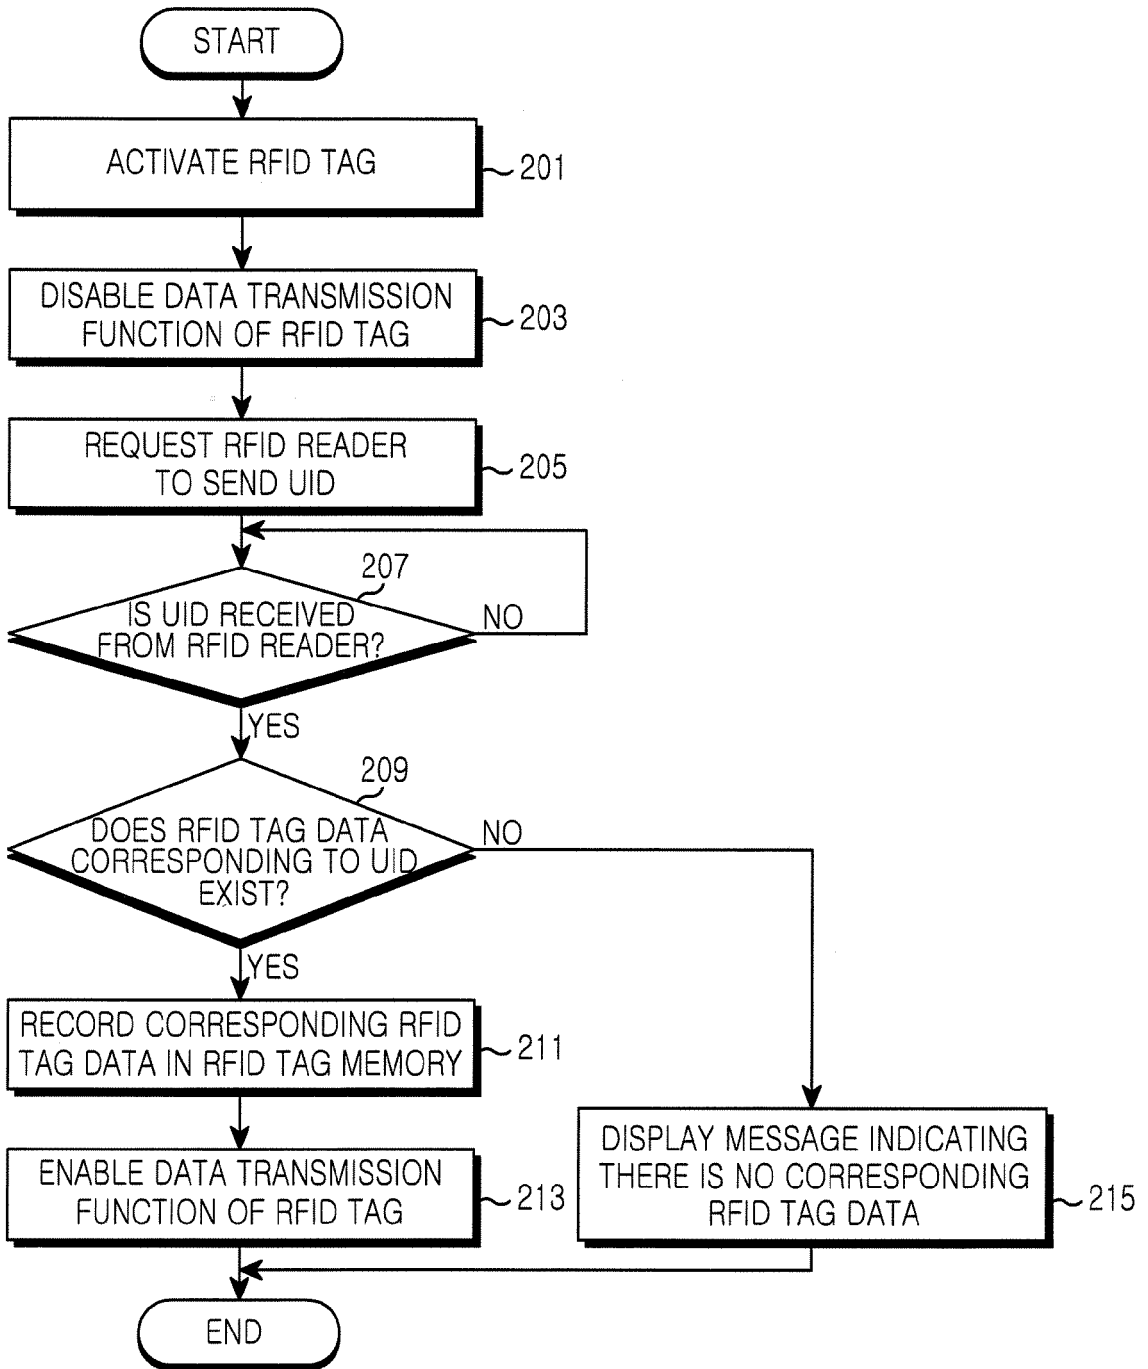 START
ACTIVATE RFID TAG
201
DISABLE DATA TRANSMISSION
FUNCTION OF RFID TAG
203
REQUEST RFID READER
TO SEND UID
205
207
IS UID RECEIVED
FROM RFID READER?
NO
YES
209
DOES RFID TAG DATA
CORRESPONDING TO UID
EXIST?
NO
YES
RECORD CORRESPONDING RFID
TAG DATA IN RFID TAG MEMORY
211
ENABLE DATA TRANSMISSION
FUNCTION OF RFID TAG
213
DISPLAY MESSAGE INDICATING
THERE IS NO CORRESPONDING
RFID TAG DATA
215
END